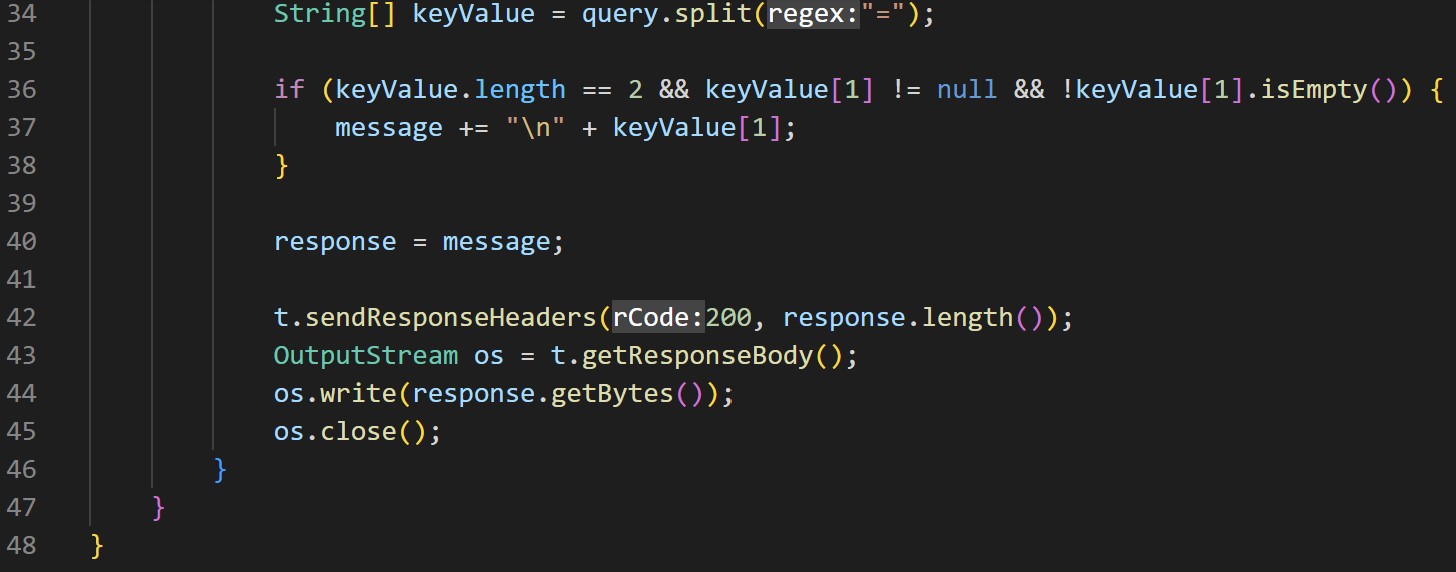 34 String[] keyValue = query.split(regex:"=");
35
36 if (keyValue.length == 2 && keyValue[1] != null && !keyValue[1].isEmpty()) {
37 message += "\n" + keyValue[1];
38 }
39
40 response = message;
41
42 t.sendResponseHeaders(rCode:200, response.length());
43 OutputStream os = t.getResponseBody();
44 os.write(response.getBytes());
45 os.close();
46 }
47 }
48 }